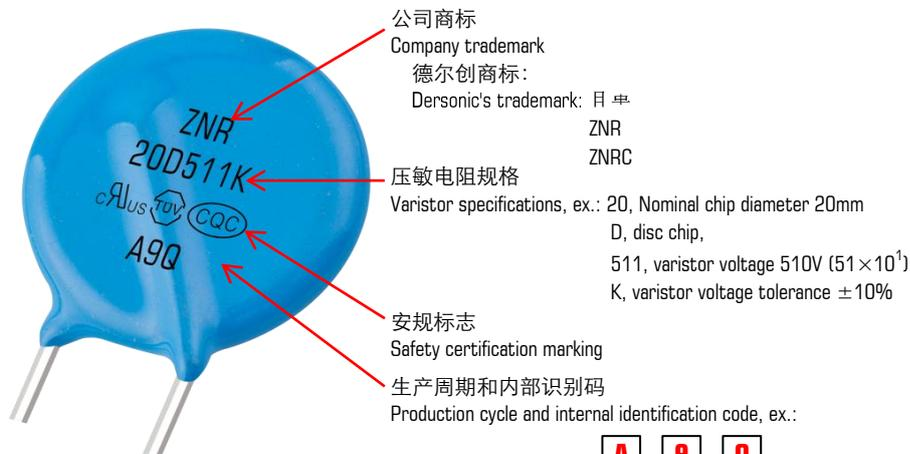 公司商标
Company trademark
德尔创商标：
Dersonic's trademark:
ZNR
ZNRC
压敏电阻规格
Varistor specifications, ex.: 20, Nominal chip diameter 20mm
D, disc chip,
511, varistor voltage 510V (51×10¹)
K, varistor voltage tolerance ±10%
安规标志
Safety certification marking
生产周期和内部识别码
Production cycle and internal identification code, ex.:
ZNR
20D511K
cRUus TUV CQC
A9Q